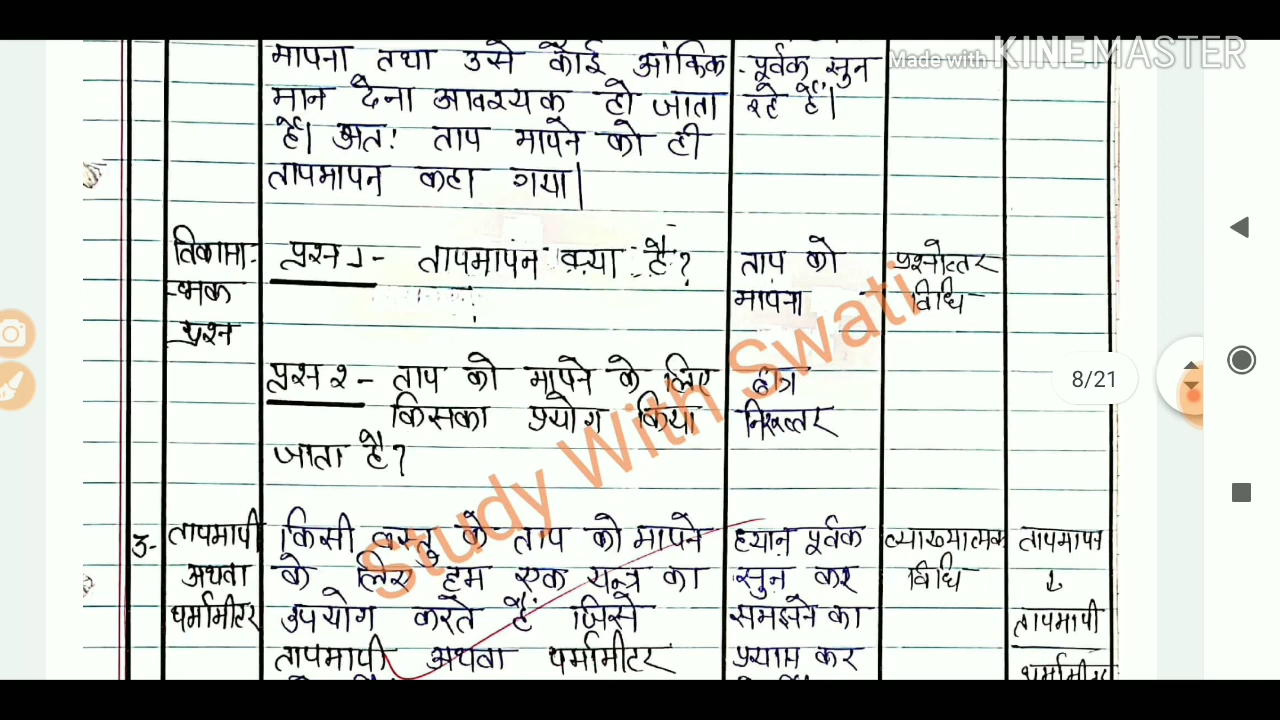 Made with KINEMASTER
मापना तथा उसे कोई आंकिक
मान देना आवश्यक हो जाता
है। अतः ताप मापने को ही
तापमापन कहा गया।
-पूर्वक सुन
रहे हैं।
विकासा-
-त्मक
प्रश्न
प्रश्न 1- तापमापन क्या है?
ताप को
मापना
प्रश्नोत्तर
विधि
प्रश्न २- ताप को मापने के लिए
किसका प्रयोग किया
जाता है?
छात्र
निरूत्तर
8/21
Study With Swati
3-
तापमापी
अथवा
थर्मामीटर
किसी वस्तु के ताप को मापने
के लिए हम एक यन्त्र का
उपयोग करते हैं जिसे
तापमापी अथवा थर्मामीटर
ध्यान पूर्वक
सुन कर
समझने का
प्रयास कर
व्याख्यात्मक
विधि
तापमापन
↓
तापमापी
थर्मामीटर